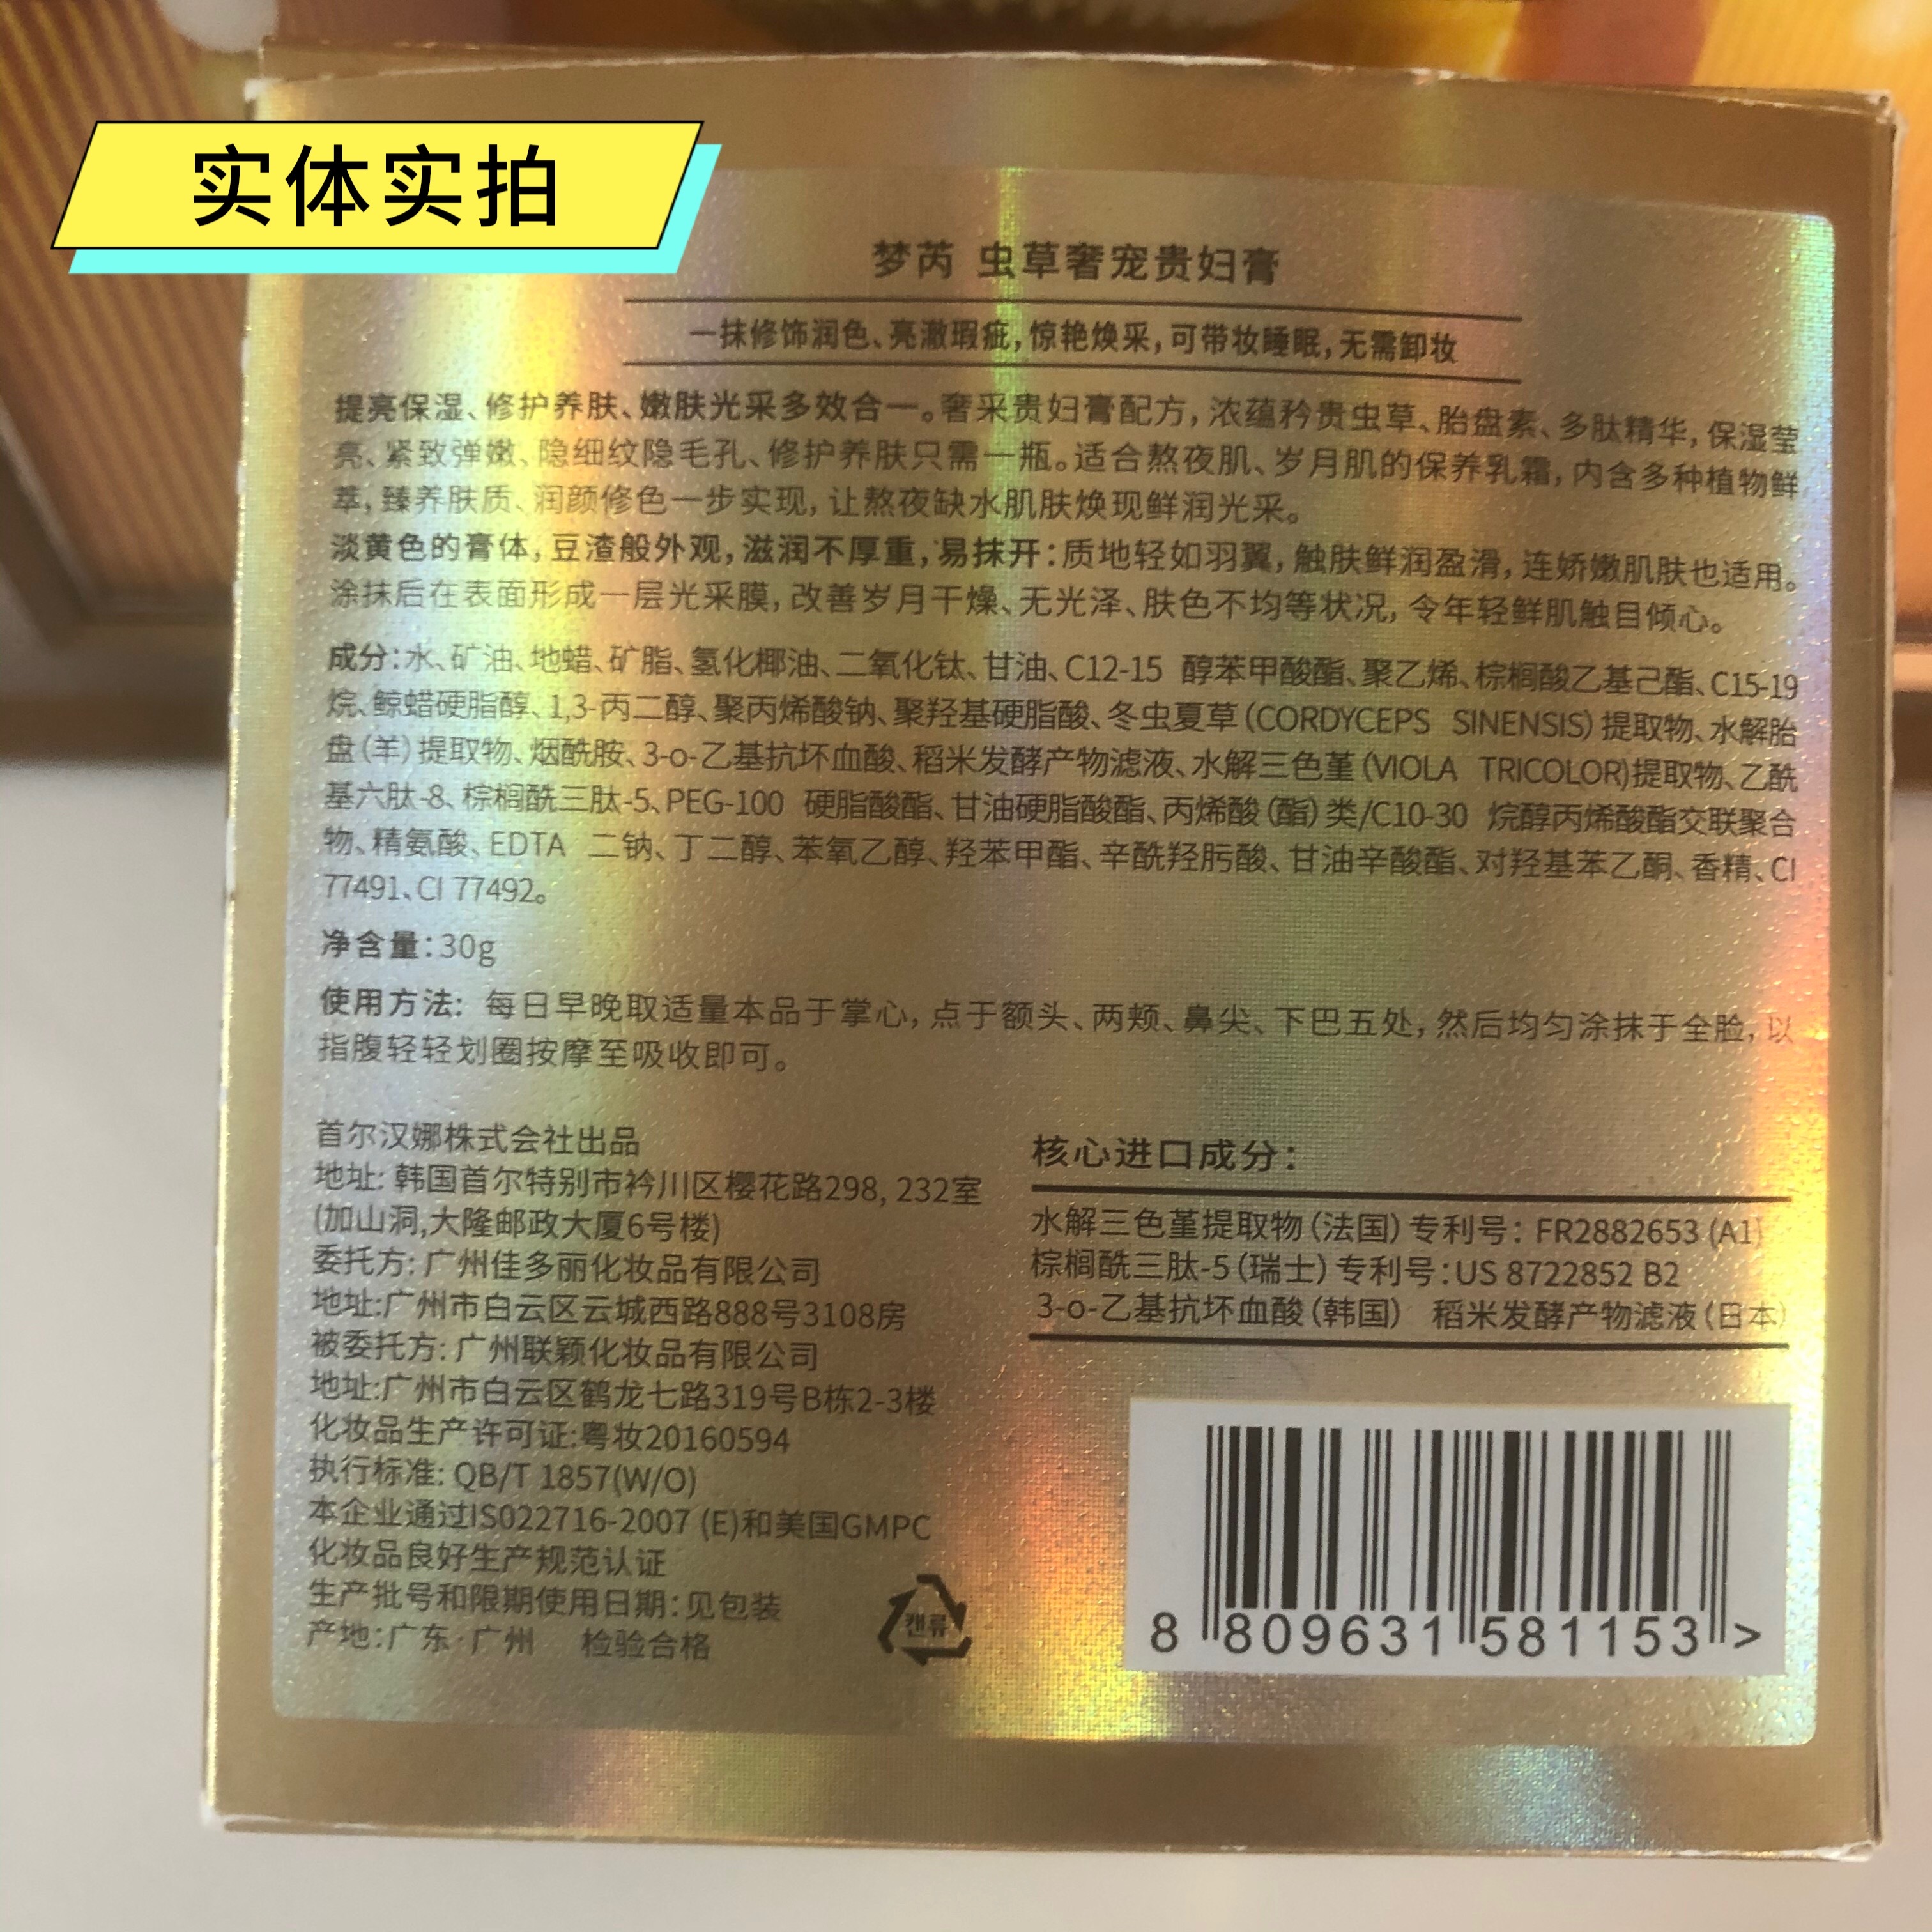 实体实拍
梦芮 虫草奢宠贵妇膏
一抹修饰润色、亮澈瑕疵,惊艳焕采,可带妆睡眠,无需卸妆
提亮保湿、修护养肤、嫩肤光采多效合一。奢采贵妇膏配方,浓蕴矜贵虫草、胎盘素、多肽精华,保湿莹
亮、紧致弹嫩、隐细纹隐毛孔、修护养肤只需一瓶。适合熬夜肌、岁月肌的保养乳霜,内含多种植物鲜
萃,臻养肤质、润颜修色一步实现,让熬夜缺水肌肤焕现鲜润光采。
淡黄色的膏体,豆渣般外观,滋润不厚重,易抹开:质地轻如羽翼,触肤鲜润盈滑,连娇嫩肌肤也适用。
涂抹后在表面形成一层光采膜,改善岁月干燥、无光泽、肤色不均等状况,令年轻鲜肌触目倾心。
成分:水、矿油、地蜡、矿脂、氢化椰油、二氧化钛、甘油、C12-15 醇苯甲酸酯、聚乙烯、棕榈酸乙基己酯、C15-19
烷、鲸蜡硬脂醇、1,3-丙二醇、聚丙烯酸钠、聚羟基硬脂酸、冬虫夏草(CORDYCEPS SINENSIS)提取物、水解胎
盘(羊)提取物、烟酰胺、3-o-乙基抗坏血酸、稻米发酵产物滤液、水解三色堇(VIOLA TRICOLOR)提取物、乙酰
基六肽-8、棕榈酰三肽-5、PEG-100 硬脂酸酯、甘油硬脂酸酯、丙烯酸(酯)类/C10-30 烷醇丙烯酸酯交联聚合
物、精氨酸、EDTA 二钠、丁二醇、苯氧乙醇、羟苯甲酯、辛酰羟肟酸、甘油辛酸酯、对羟基苯乙酮、香精、CI
77491、CI 77492。
净含量:30g
使用方法: 每日早晚取适量本品于掌心,点于额头、两颊、鼻尖、下巴五处,然后均匀涂抹于全脸,以
指腹轻轻划圈按摩至吸收即可。
首尔汉娜株式会社出品
地址: 韩国首尔特别市衿川区樱花路298, 232室
(加山洞,大隆邮政大厦6号楼)
委托方: 广州佳多丽化妆品有限公司
地址:广州市白云区云城西路888号3108房
被委托方: 广州联颖化妆品有限公司
地址:广州市白云区鹤龙七路319号B栋2-3楼
化妆品生产许可证:粤妆20160594
执行标准: QB/T 1857(W/O)
本企业通过ISO22716-2007 (E)和美国GMPC
化妆品良好生产规范认证
生产批号和限期使用日期:见包装
产地:广东·广州 检验合格
캔류
核心进口成分:
水解三色堇提取物(法国)专利号: FR2882653 (A1)
棕榈酰三肽-5(瑞士)专利号:US 8722852 B2
3-o-乙基抗坏血酸(韩国) 稻米发酵产物滤液(日本)
8 809631 581153 >